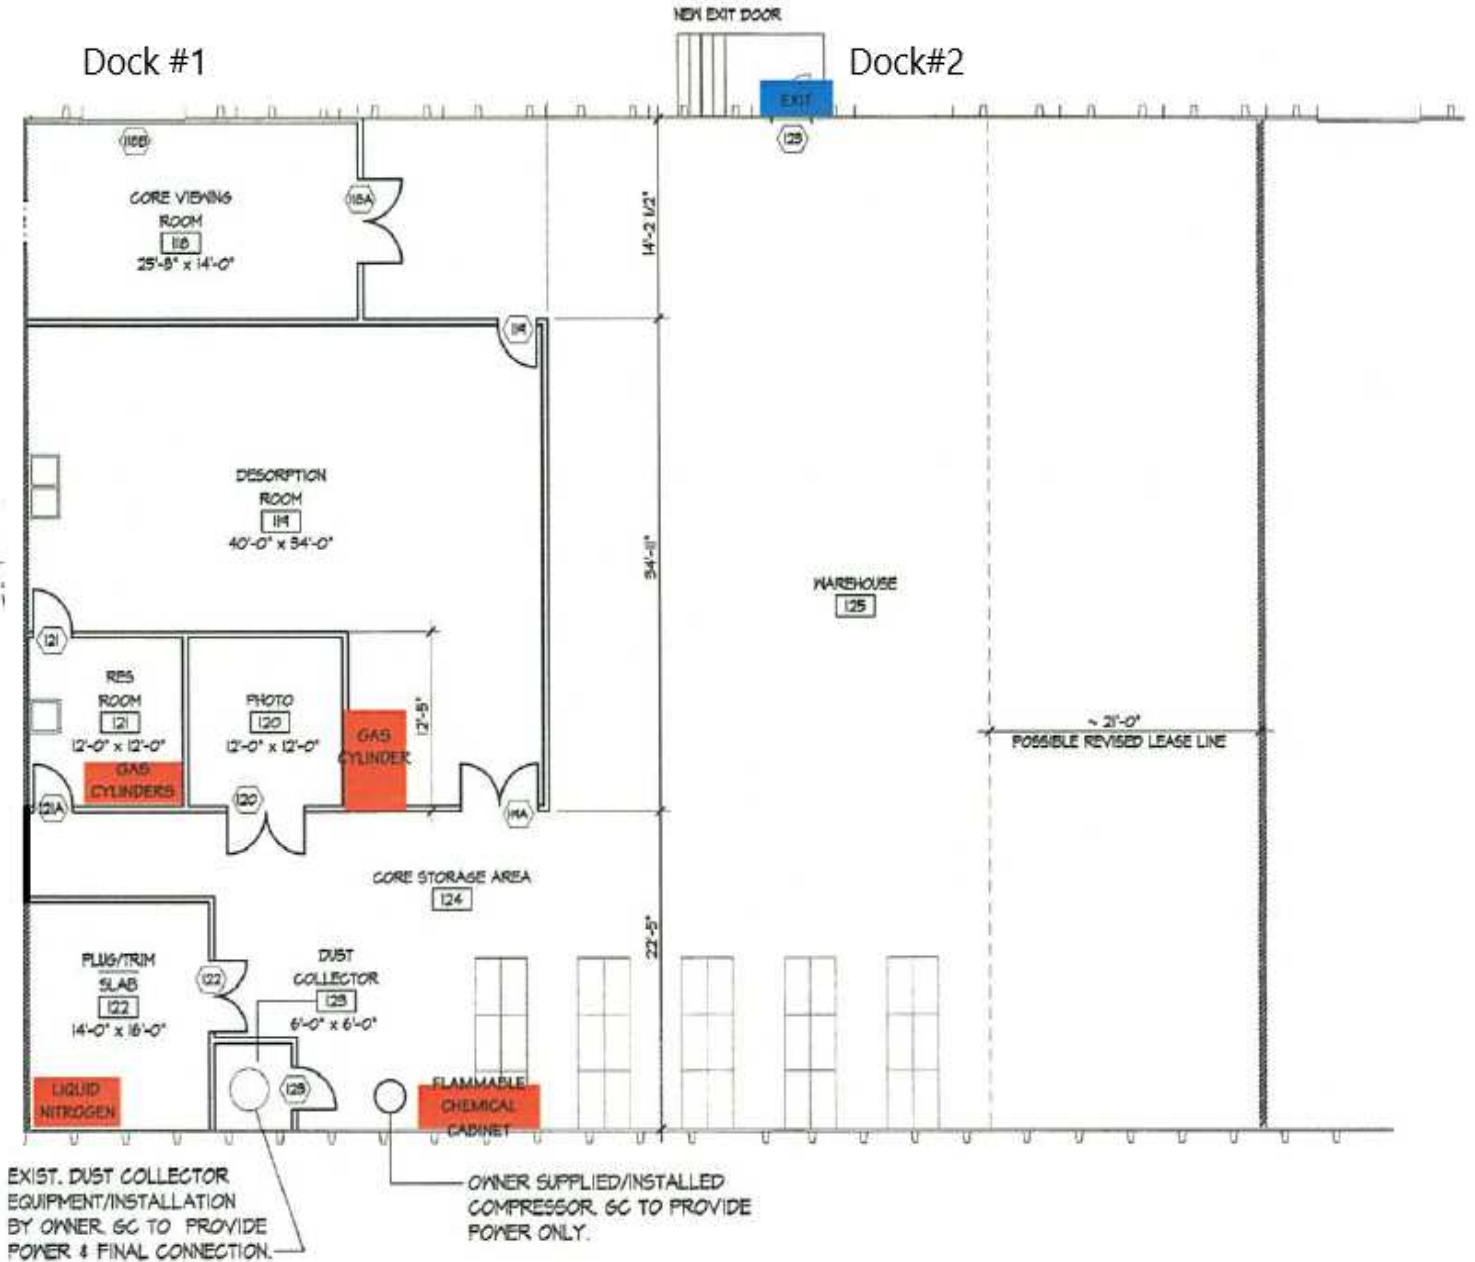 NEW EXIT DOOR
Dock #1
Dock#2
EXIT
118B
125
CORE VIEWING
ROOM
118
25'-8" x 14'-0"
118A
14'-2 1/2"
119
DESORPTION
ROOM
119
40'-0" x 34'-0"
34'-11"
WAREHOUSE
125
121
RES
ROOM
121
12'-0" x 12'-0"
GAS
CYLINDERS
121A
PHOTO
120
12'-0" x 12'-0"
120
GAS
CYLINDER
12'-5"
119A
~ 21'-0"
POSSIBLE REVISED LEASE LINE
CORE STORAGE AREA
124
22'-5"
PLUG/TRIM
SLAB
122
14'-0" x 18'-0"
122
DUST
COLLECTOR
123
6'-0" x 6'-0"
123
LIQUID
NITROGEN
FLAMMABLE
CHEMICAL
CABINET
EXIST. DUST COLLECTOR
EQUIPMENT/INSTALLATION
BY OWNER. GC TO PROVIDE
POWER & FINAL CONNECTION.
OWNER SUPPLIED/INSTALLED
COMPRESSOR. GC TO PROVIDE
POWER ONLY.